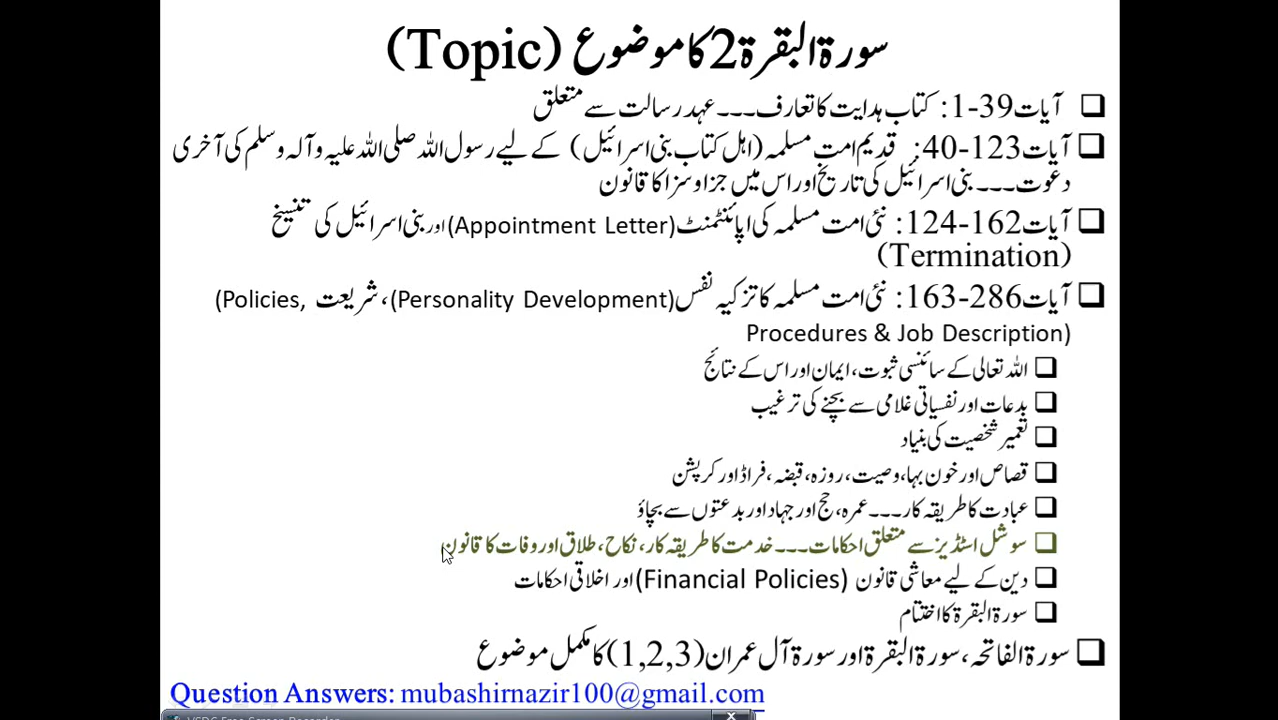 سورۃ البقرۃ 2 کا موضوع (Topic)
❑ آیات 39-1: کتاب ہدایت کا تعارف۔۔۔ عہد رسالت سے متعلق
❑ آیات 123-40: قدیم امت مسلمہ (اہل کتاب بنی اسرائیل) کے لیے رسول اللہ صلی اللہ علیہ وآلہ وسلم کی آخری
دعوت۔۔۔ بنی اسرائیل کی تاریخ اور اس میں جزا و سزا کا قانون
❑ آیات 162-124: نئی امت مسلمہ کی اپائنٹمنٹ (Appointment Letter) اور بنی اسرائیل کی تنسیخ
(Termination)
❑ آیات 286-163: نئی امت مسلمہ کا تزکیہ نفس (Personality Development)، شریعت (Policies,
Procedures & Job Description)
❑ اللہ تعالی کے سائنسی ثبوت، ایمان اور اس کے نتائج
❑ بدعات اور نفسیاتی غلامی سے بچنے کی ترغیب
❑ تعمیر شخصیت کی بنیاد
❑ قصاص اور خون بہا، وصیت، روزہ، قبضہ، فراڈ اور کرپشن
❑ عبادت کا طریقہ کار۔۔۔ عمرہ، حج اور جہاد اور بدعتوں سے بچاؤ
❑ سوشل اسٹڈیز سے متعلق احکامات۔۔۔ خدمت کا طریقہ کار، نکاح، طلاق اور وفات کا قانون
❑ دین کے لیے معاشی قانون (Financial Policies) اور اخلاقی احکامات
❑ سورۃ البقرۃ کا اختتام
❑ سورۃ الفاتحہ، سورۃ البقرۃ اور سورۃ آل عمران (1,2,3) کا مکمل موضوع
Question Answers: mubashirnazir100@gmail.com